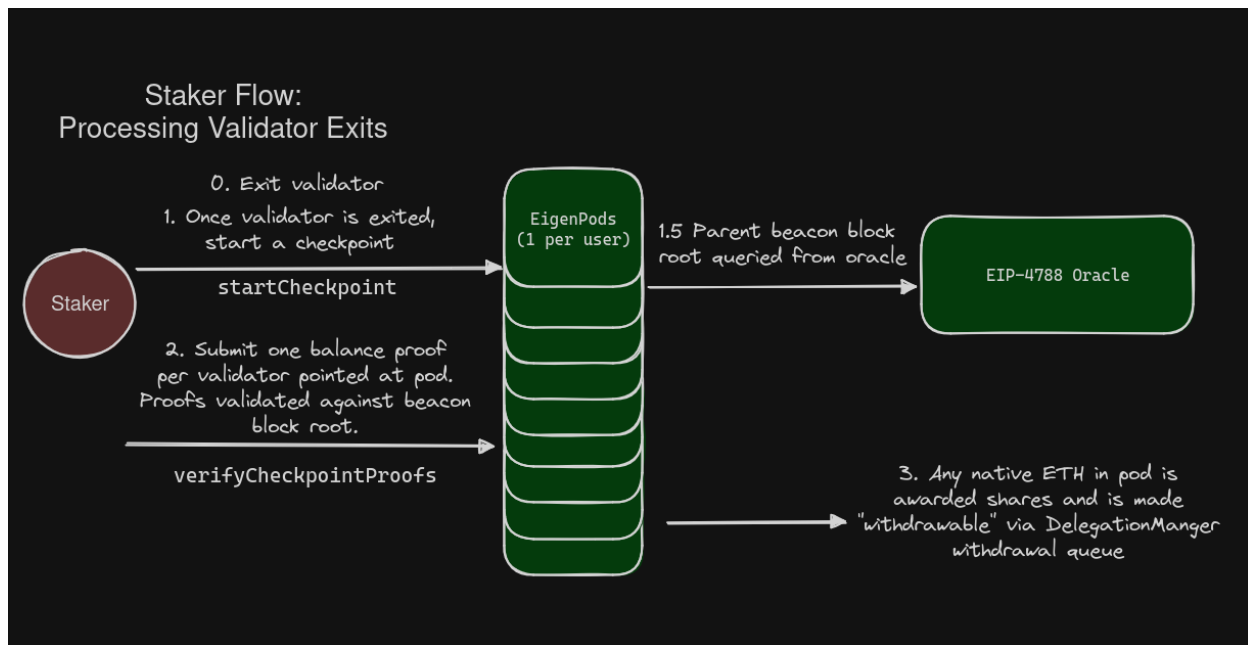 Staker Flow:
Processing Validator Exits
0. Exit validator
1. Once validator is exited,
start a checkpoint
startCheckpoint
Staker
2. Submit one balance proof
per validator pointed at pod.
Proofs validated against beacon
block root.
verifyCheckpointProofs
EigenPods
(1 per user)
1.5 Parent beacon block
root queried from oracle
EIP-4788 Oracle
3. Any native ETH in pod is
awarded shares and is made
"withdrawable" via DelegationManger
withdrawal queue